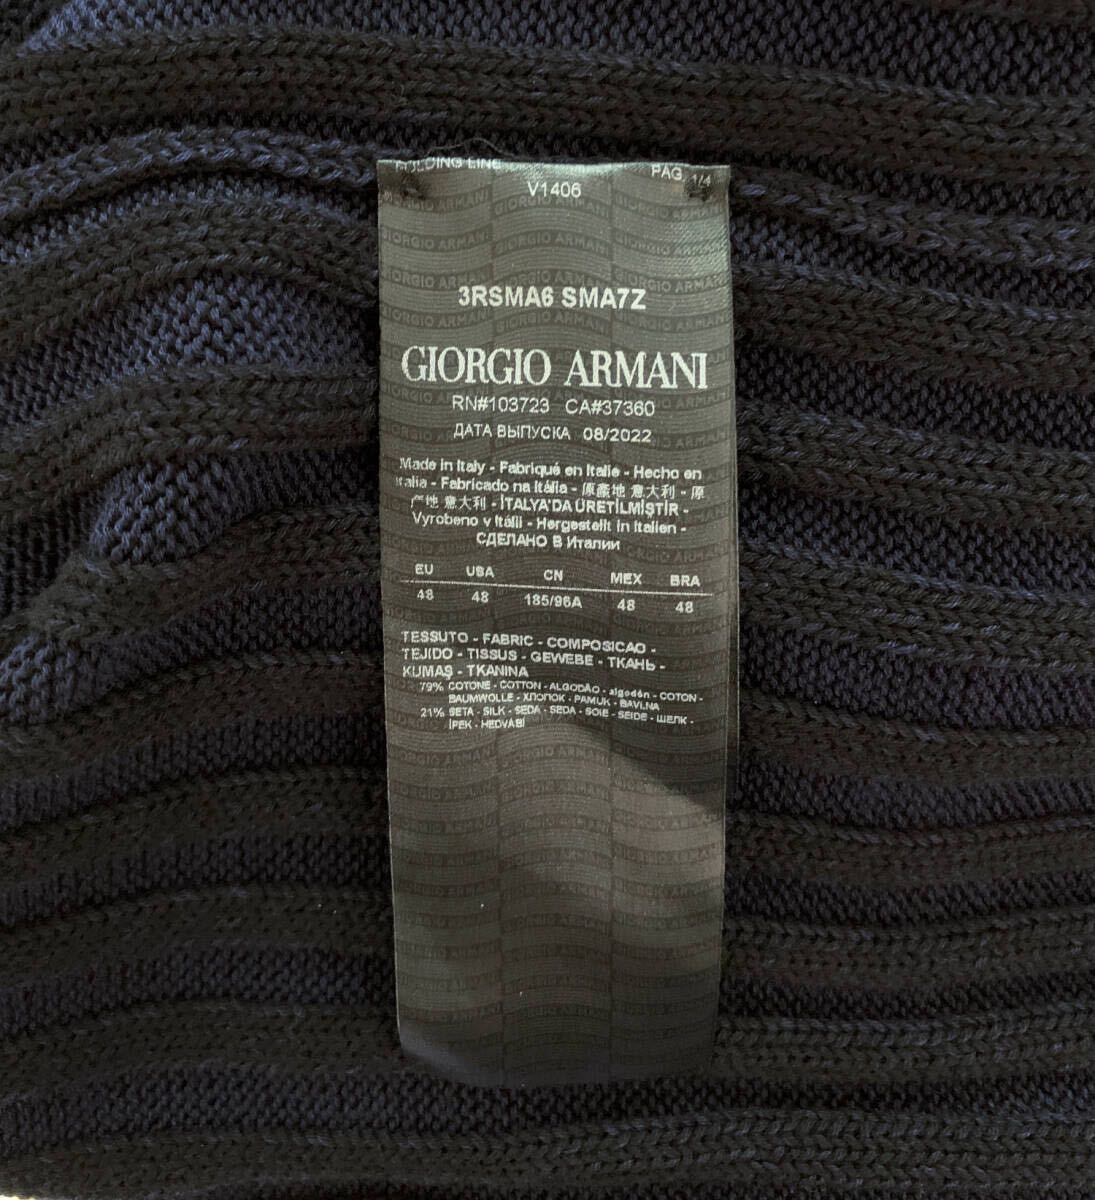 FOLDING LINE PAG. 1/4
V1406
3RSMA6 SMA7Z
GIORGIO ARMANI
RN#103723 CA#37360
ДАТА ВЫПУСКА 08/2022
Made in Italy - Fabriqué en Italie - Hecho en
Italia - Fabricado na Itália - 原產地 意大利 - 原
产地 意大利 - İTALYA'DA ÜRETİLMİŞTİR -
Vyrobeno v Itálii - Hergestellt in Italien -
СДЕЛАНО В Италии
EU USA CN MEX BRA
48 48 185/96A 48 48
TESSUTO - FABRIC - COMPOSICAO -
TEJIDO - TISSUS - GEWEBE - ТКАНЬ -
KUMAŞ - TKANINA
79% COTONE - COTTON - ALGODÃO - algodón - COTON -
BAUMWOLLE - ХЛОПОК - PAMUK - BAVLNA
21% SETA - SILK - SEDA - SEDA - SOIE - SEIDE - ШЕЛК -
İPEK - HEDVÁBÍ